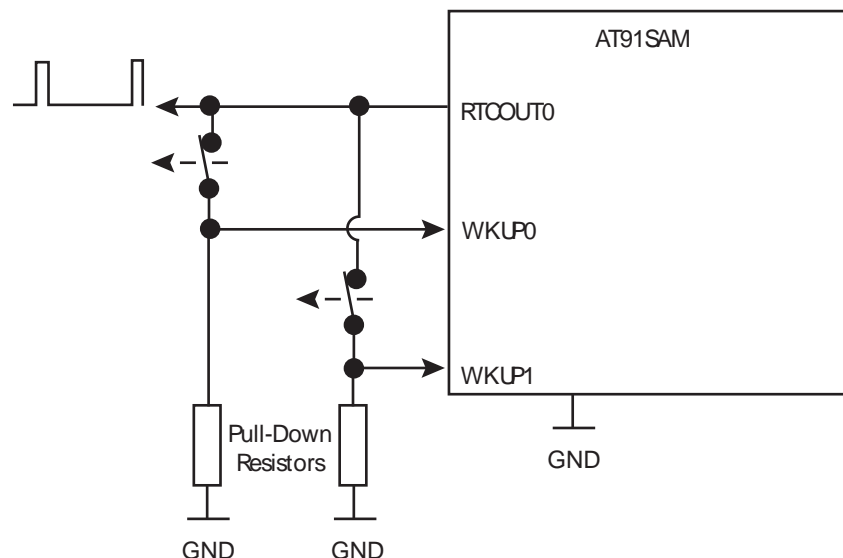 AT91SAM
RTCOUT0
WKUP0
WKUP1
Pull-Down
Resistors
GND
GND
GND